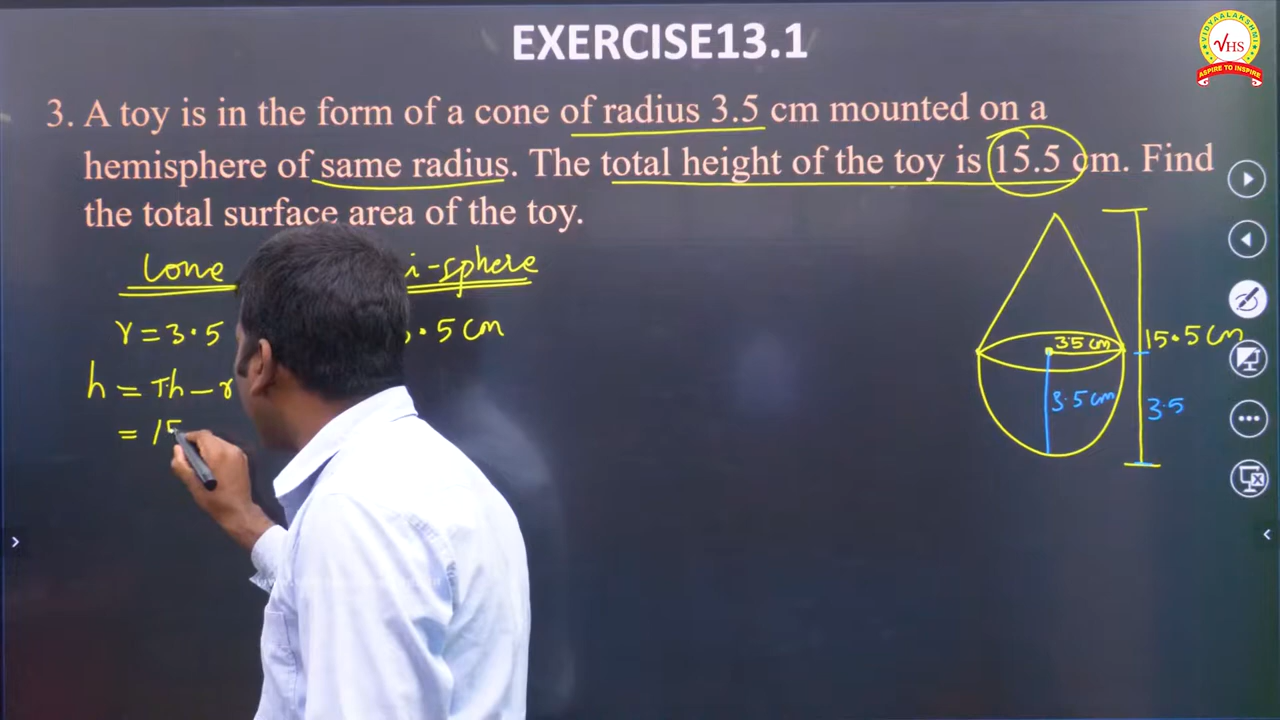 EXERCISE13.1
VIDYAALAKSHMI
VHS
ASPIRE TO INSPIRE
3. A toy is in the form of a cone of radius 3.5 cm mounted on a
hemisphere of same radius. The total height of the toy is 15.5 cm. Find
the total surface area of the toy.
Cone i-sphere
r = 3.5 .5 cm
h = T.h - r
= 15
3.5 cm
15.5 cm
3.5 cm
3.5